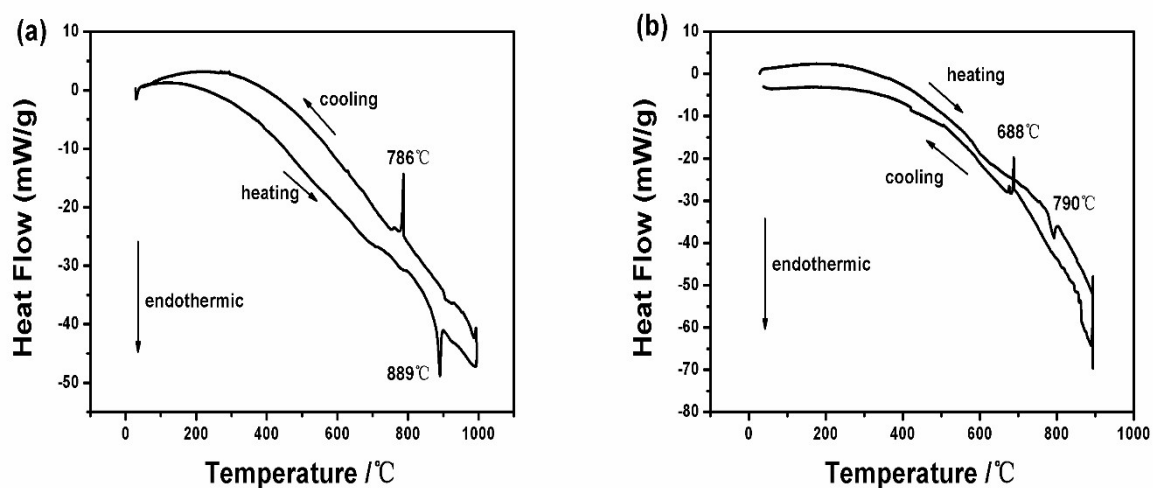 (a)
10
0
-10
-20
-30
-40
-50
Heat Flow (mW/g)
cooling
786℃
heating
endothermic
889℃
0 200 400 600 800 1000
Temperature /℃
(b)
10
0
-10
-20
-30
-40
-50
-60
-70
-80
Heat Flow (mW/g)
heating
688℃
cooling
790℃
endothermic
0 200 400 600 800 1000
Temperature /℃